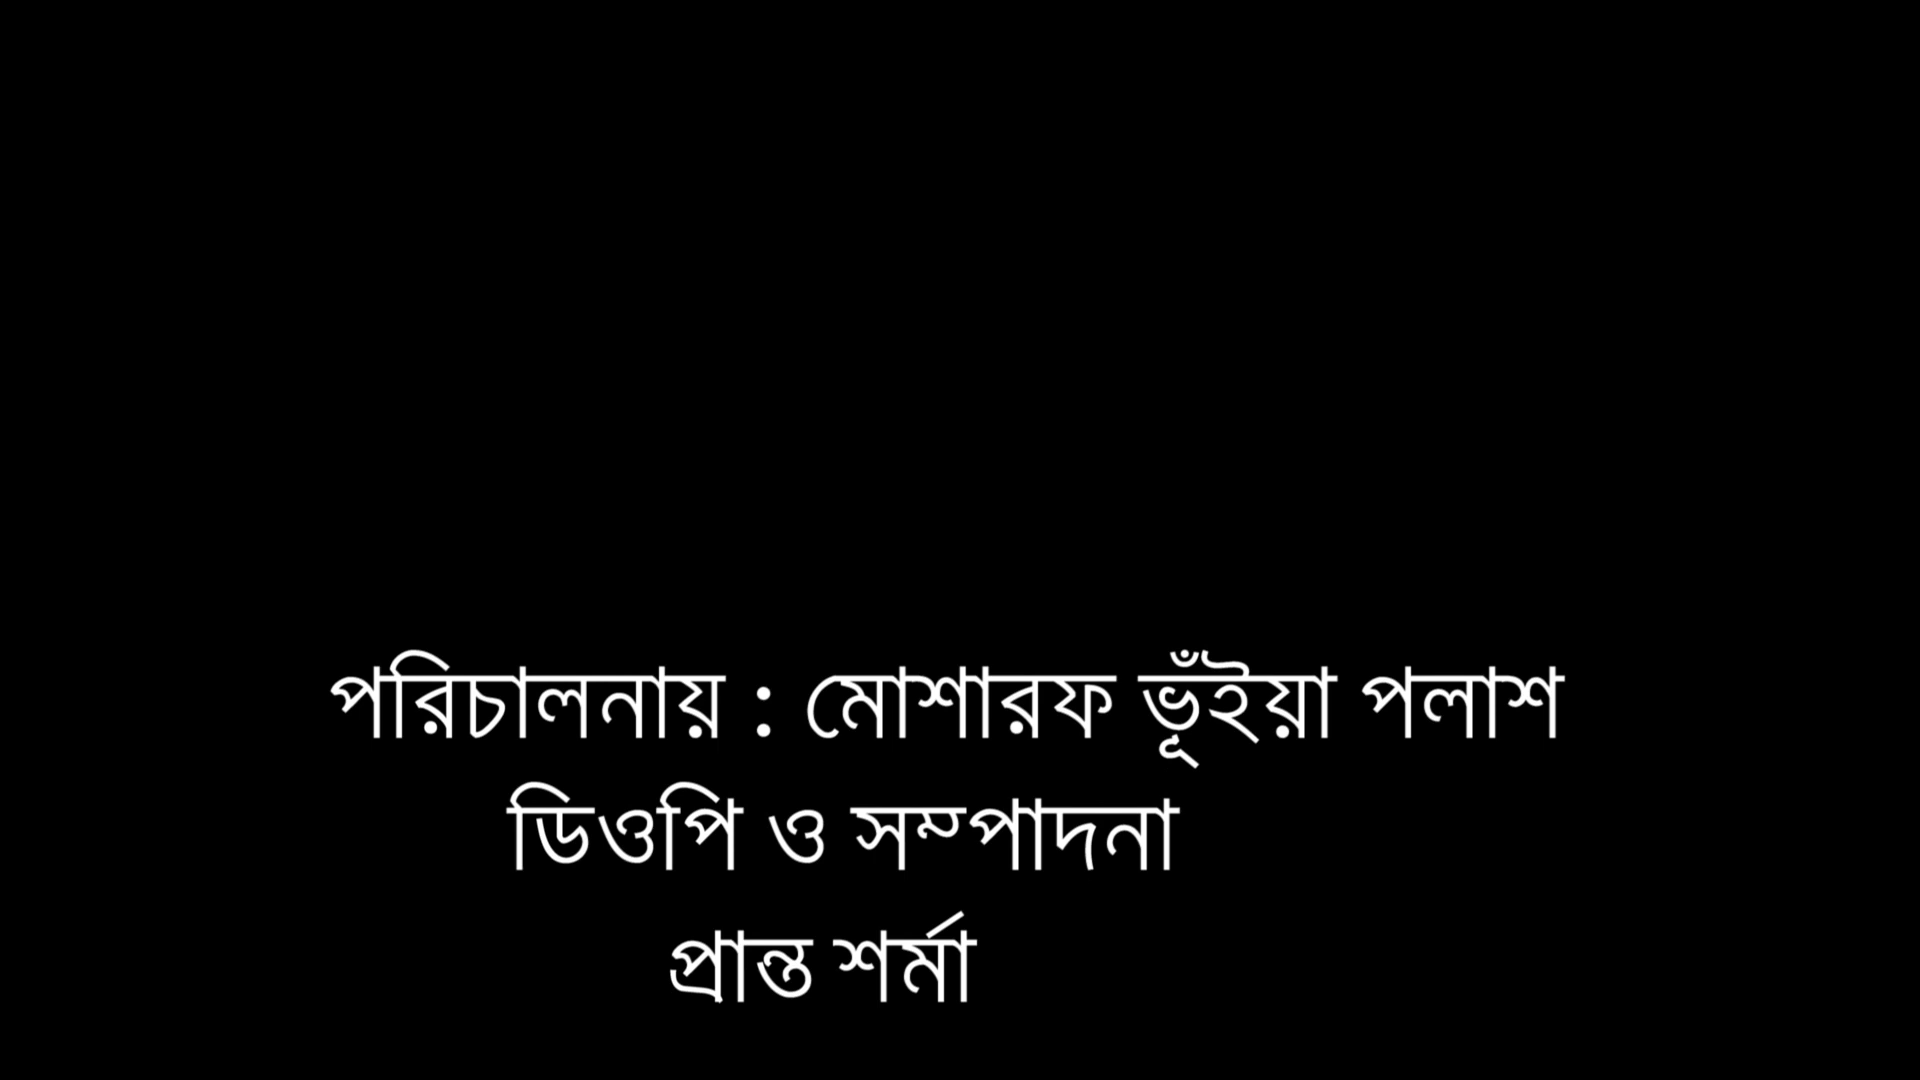 পরিচালনায় : মোশারফ ভূঁইয়া পলাশ
ডিওপি ও সম্পাদনা
প্রান্ত শর্মা